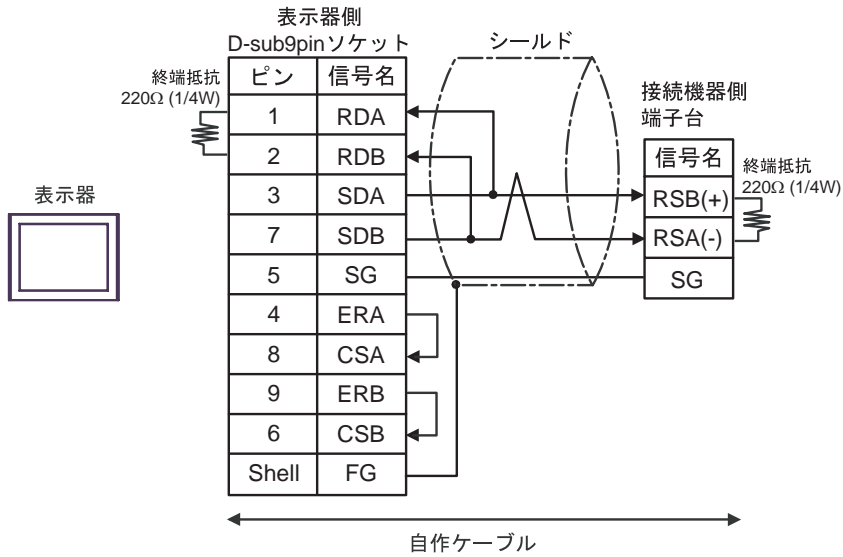 表示器側
D-sub9pinソケット
シールド
終端抵抗
220Ω (1/4W)
ピン 信号名
1 RDA
2 RDB
3 SDA
7 SDB
5 SG
4 ERA
8 CSA
9 ERB
6 CSB
Shell FG
表示器
接続機器側
端子台
信号名
RSB(+)
RSA(-)
SG
終端抵抗
220Ω (1/4W)
自作ケーブル